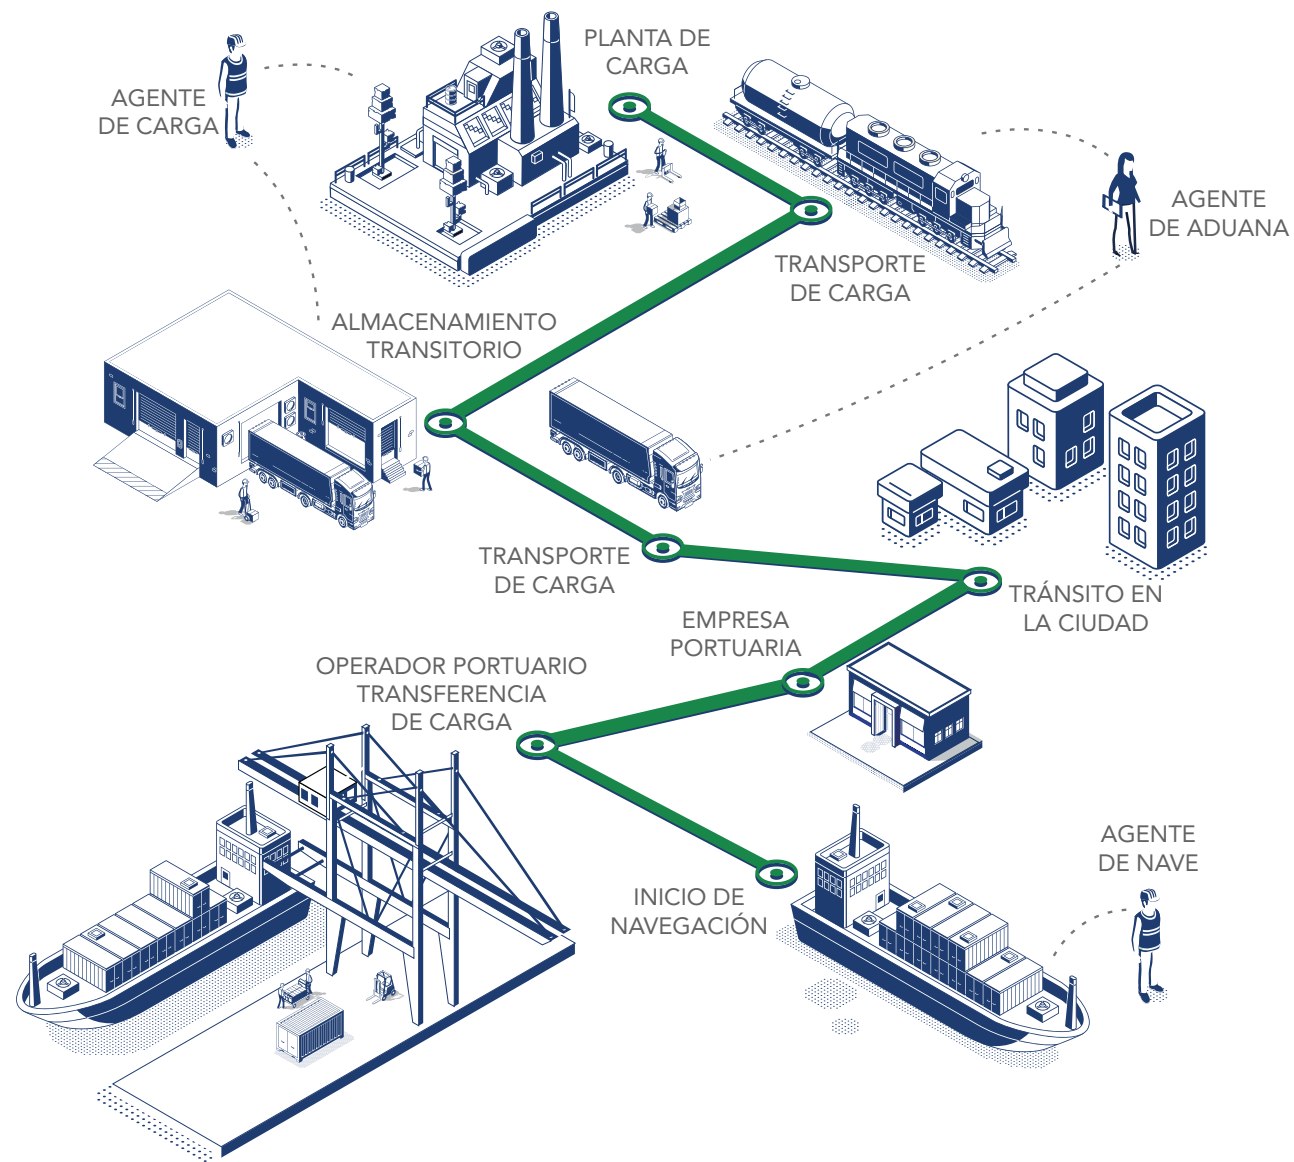 PLANTA DE
CARGA
AGENTE
DE CARGA
AGENTE
DE ADUANA
TRANSPORTE
DE CARGA
ALMACENAMIENTO
TRANSITORIO
TRANSPORTE
DE CARGA
TRÁNSITO EN
LA CIUDAD
EMPRESA
PORTUARIA
OPERADOR PORTUARIO
TRANSFERENCIA
DE CARGA
AGENTE
DE NAVE
INICIO DE
NAVEGACIÓN